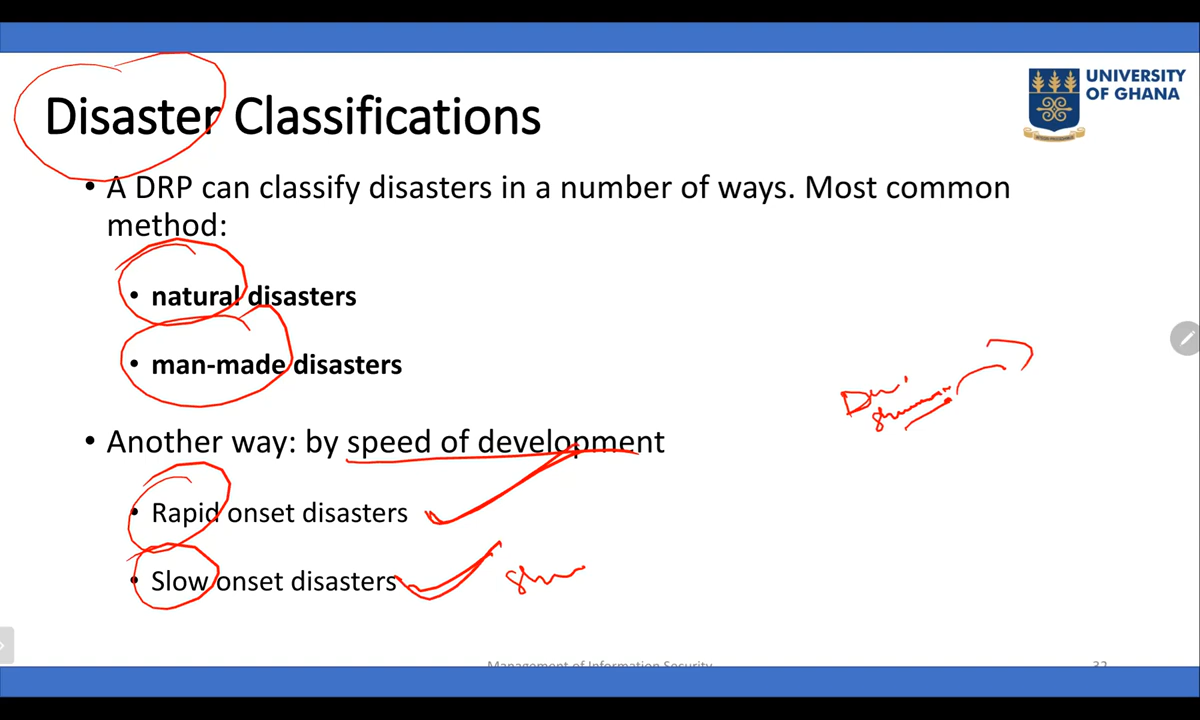 UNIVERSITY
OF GHANA
Disaster Classifications
• A DRP can classify disasters in a number of ways. Most common
method:
• natural disasters
• man-made disasters
• Another way: by speed of development
• Rapid onset disasters
• Slow onset disasters
Management of Information Security
32